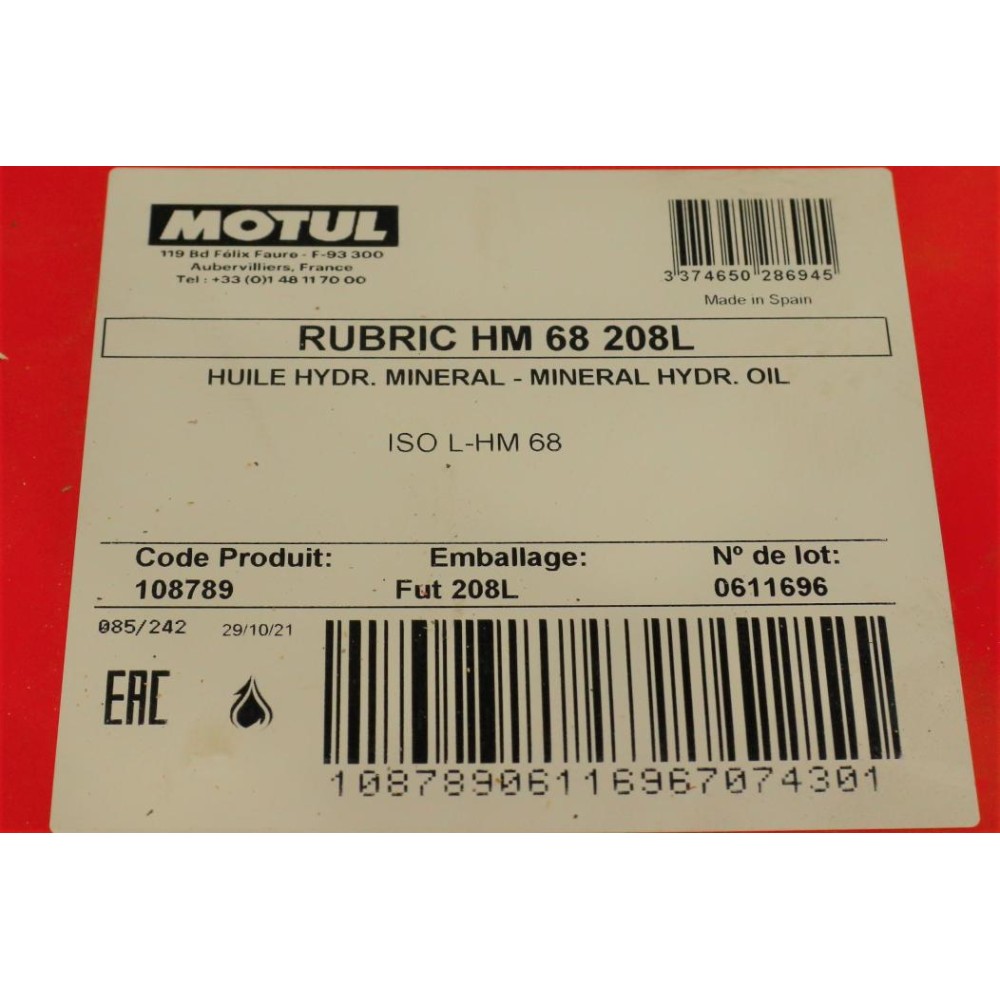 MOTUL
119 Bd Félix Faure - F-93 300
Aubervilliers, France
Tel : +33 (0)1 48 11 70 00
3 374650 286945
Made in Spain
RUBRIC HM 68 208L
HUILE HYDR. MINERAL - MINERAL HYDR. OIL
ISO L-HM 68
Code Produit: Emballage: Nº de lot:
108789 Fut 208L 0611696
085/242 29/10/21
EAC
10878906116967074301